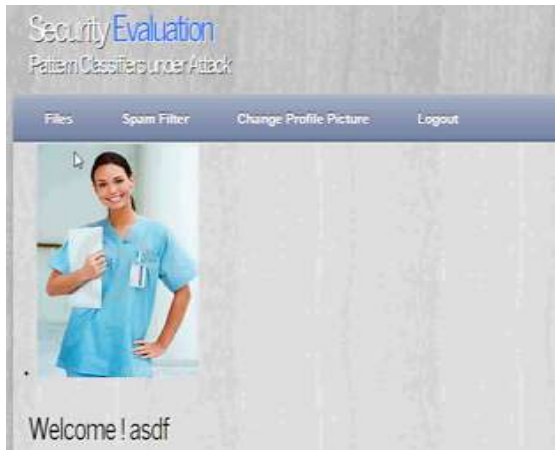 Security Evaluation
Pattern Classifiers under Attack
Files Spam Filter Change Profile Picture Logout
Welcome ! asdf